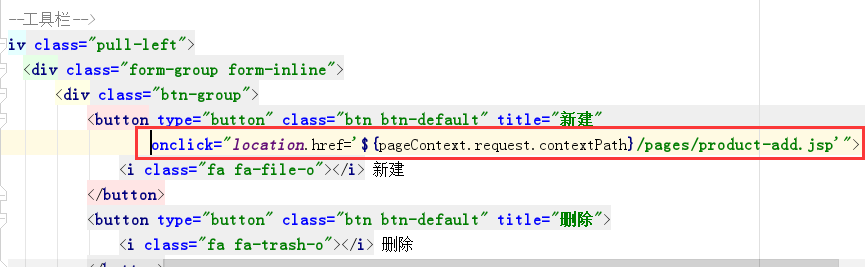 --工具栏-->
iv class="pull-left">
<div class="form-group form-inline">
<div class="btn-group">
<button type="button" class="btn btn-default" title="新建"
onclick="location.href='${pageContext.request.contextPath}/pages/product-add.jsp'">
<i class="fa fa-file-o"></i> 新建
</button>
<button type="button" class="btn btn-default" title="删除">
<i class="fa fa-trash-o"></i> 删除
</button>